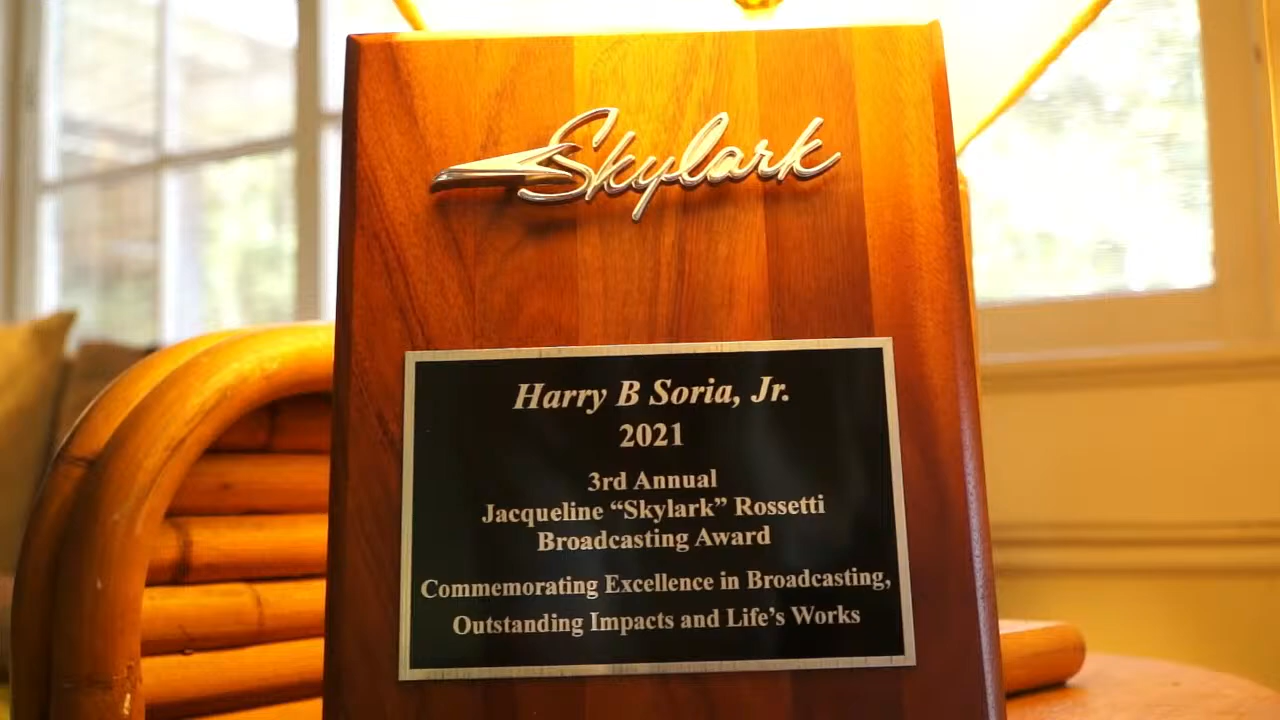 Skylark
Harry B Soria, Jr.
2021
3rd Annual
Jacqueline “Skylark” Rossetti
Broadcasting Award
Commemorating Excellence in Broadcasting,
Outstanding Impacts and Life’s Works